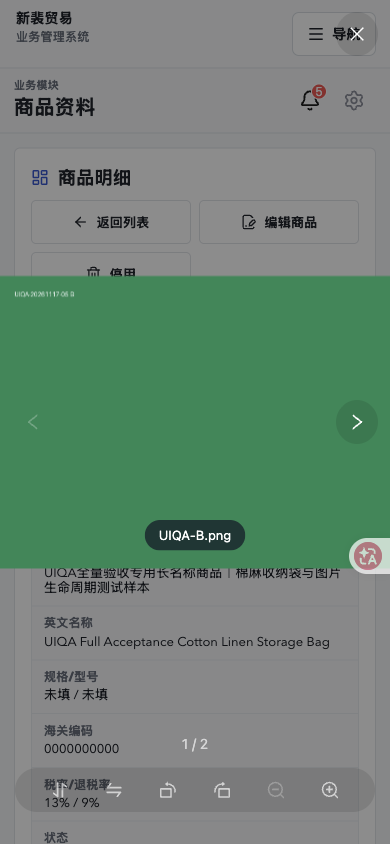 新裴贸易
业务管理系统
导航
业务模块
商品资料
5
商品明细
返回列表
编辑商品
停用
UIQA-B.png
UIQA全量验收专用长名称商品｜棉麻收纳袋与图片
生命周期测试样本
英文名称
UIQA Full Acceptance Cotton Linen Storage Bag
规格/型号
未填 / 未填
海关编码
0000000000
1 / 2
税率/退税率
13% / 9%
状态